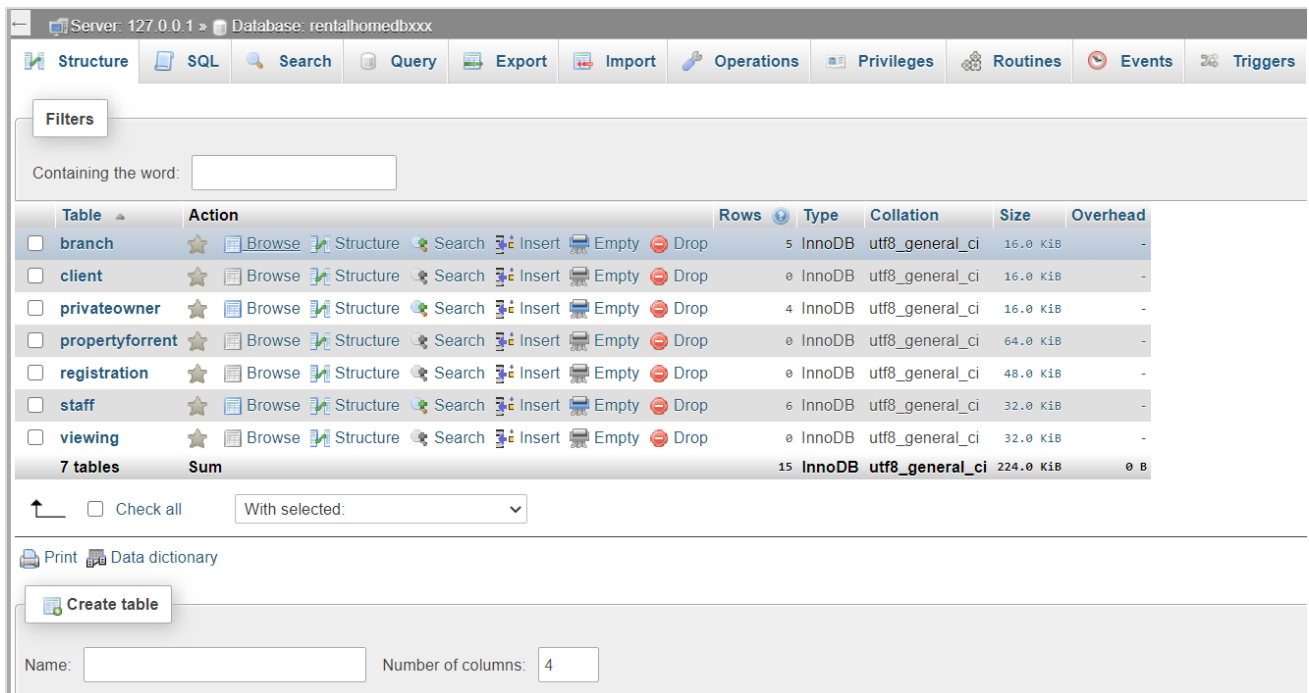 Server: 127.0.0.1 » Database: rentalhomedbxxx
Structure SQL Search Query Export Import Operations Privileges Routines Events Triggers
Filters
Containing the word:
Table Action Rows Type Collation Size Overhead
branch Browse Structure Search Insert Empty Drop 5 InnoDB utf8_general_ci 16.0 KiB -
client Browse Structure Search Insert Empty Drop 0 InnoDB utf8_general_ci 16.0 KiB -
privateowner Browse Structure Search Insert Empty Drop 4 InnoDB utf8_general_ci 16.0 KiB -
propertyforrent Browse Structure Search Insert Empty Drop 0 InnoDB utf8_general_ci 64.0 KiB -
registration Browse Structure Search Insert Empty Drop 0 InnoDB utf8_general_ci 48.0 KiB -
staff Browse Structure Search Insert Empty Drop 6 InnoDB utf8_general_ci 32.0 KiB -
viewing Browse Structure Search Insert Empty Drop 0 InnoDB utf8_general_ci 32.0 KiB -
7 tables Sum 15 InnoDB utf8_general_ci 224.0 KiB 0 B
Check all With selected:
Print Data dictionary
Create table
Name: Number of columns: 4